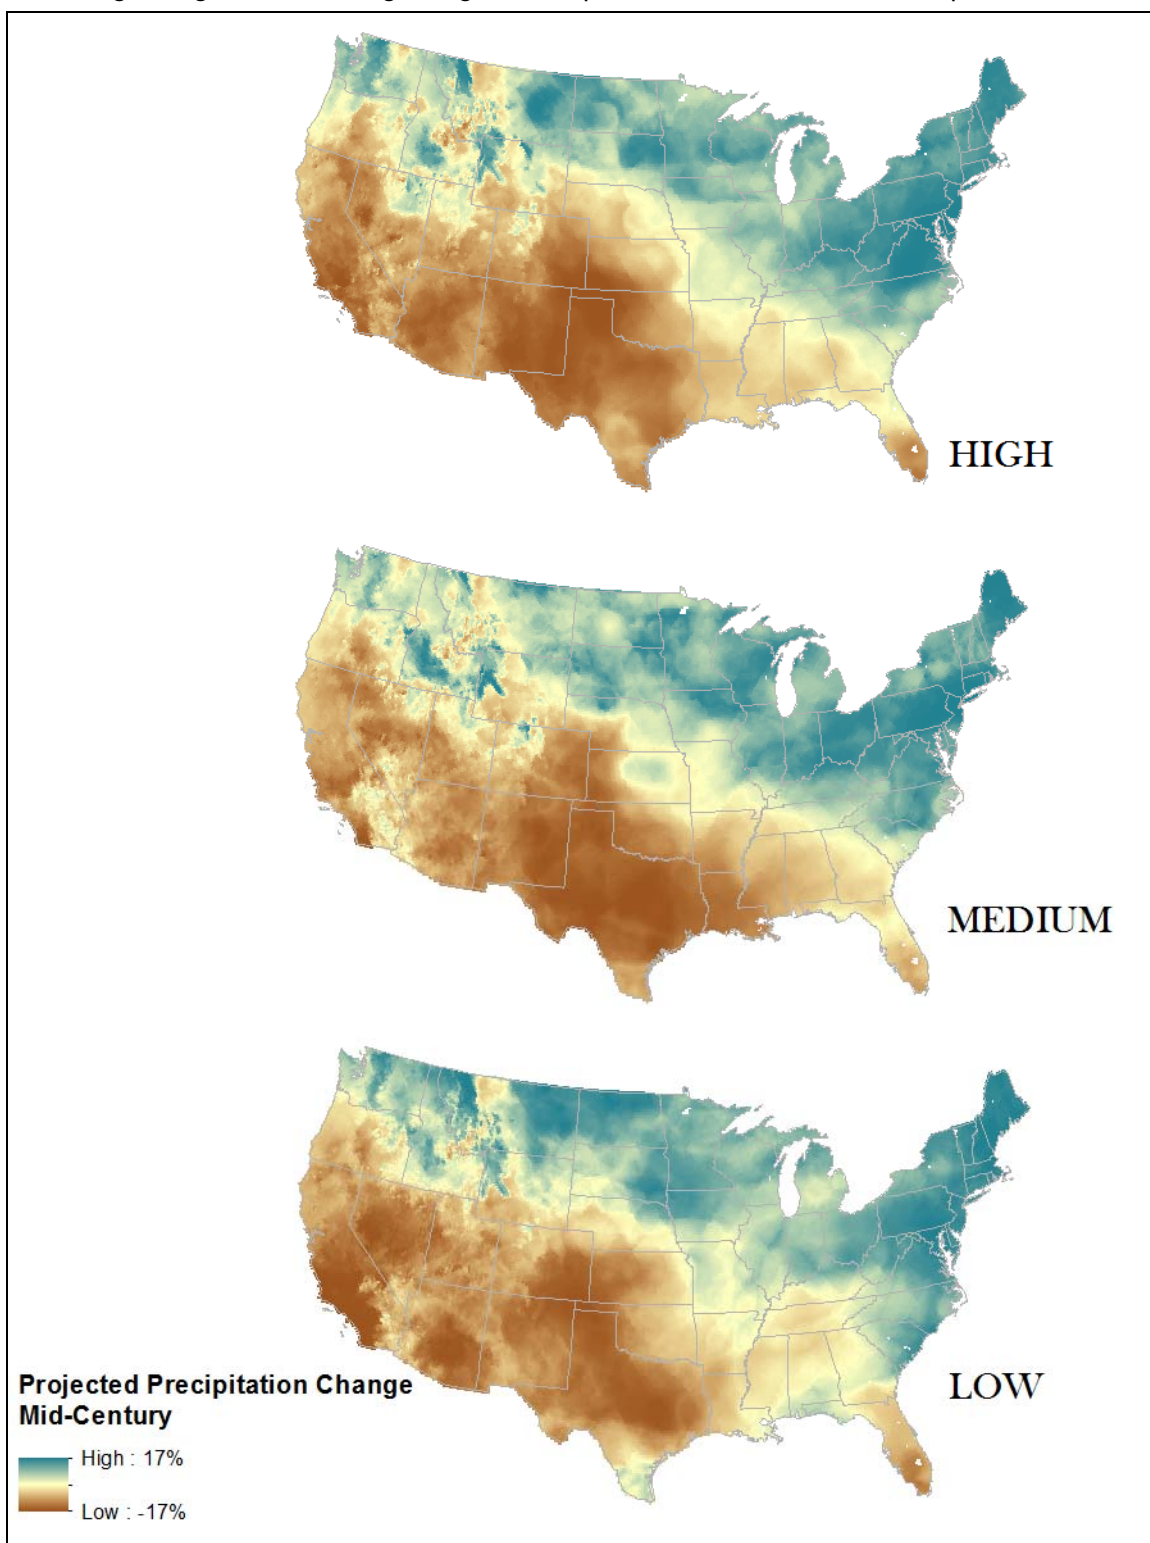 HIGH
MEDIUM
LOW
Projected Precipitation Change
Mid-Century
High : 17%
Low : -17%